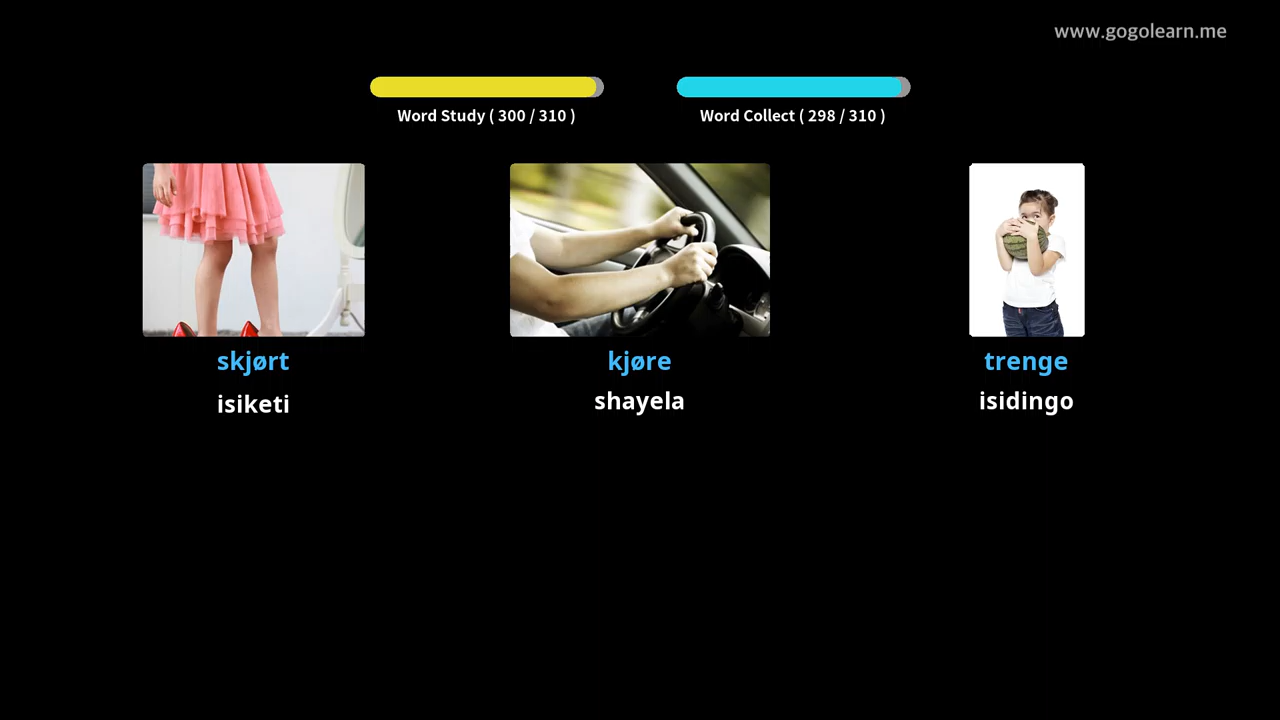 www.gogolearn.me
Word Study ( 300 / 310 )
Word Collect ( 298 / 310 )
skjørt
kjøre
trenge
isiketi
shayela
isidingo